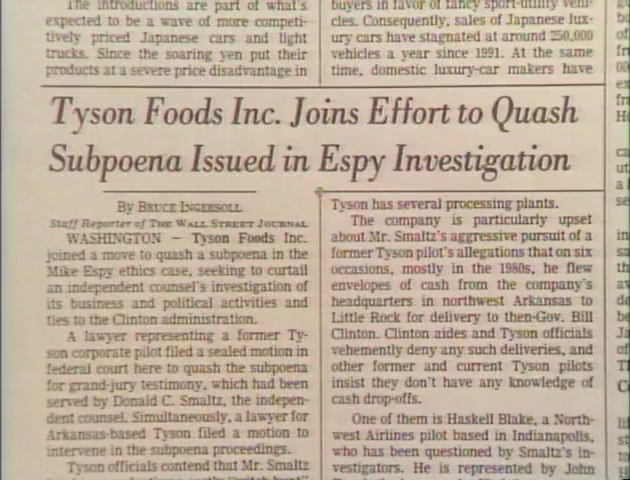 The introductions are part of what's
expected to be a wave of more competi-
tively priced Japanese cars and light
trucks. Since the soaring yen put their
products at a severe price disadvantage in
buyers in favor of fancy sport-utility vehi-
cles. Consequently, sales of Japanese lux-
ury cars have stagnated at around 250,000
vehicles a year since 1991. At the same
time, domestic luxury-car makers have
Tyson Foods Inc. Joins Effort to Quash
Subpoena Issued in Espy Investigation
By BRUCE INGERSOLL
Staff Reporter of THE WALL STREET JOURNAL
WASHINGTON – Tyson Foods Inc.
joined a move to quash a subpoena in the
Mike Espy ethics case, seeking to curtail
an independent counsel's investigation of
its business and political activities and
ties to the Clinton administration.
A lawyer representing a former Ty-
son corporate pilot filed a sealed motion in
federal court here to quash the subpoena
for grand-jury testimony, which had been
served by Donald C. Smaltz, the indepen-
dent counsel. Simultaneously, a lawyer for
Arkansas-based Tyson filed a motion to
intervene in the subpoena proceedings.
Tyson officials contend that Mr. Smaltz
Tyson has several processing plants.
The company is particularly upset
about Mr. Smaltz's aggressive pursuit of a
former Tyson pilot's allegations that on six
occasions, mostly in the 1980s, he flew
envelopes of cash from the company's
headquarters in northwest Arkansas to
Little Rock for delivery to then-Gov. Bill
Clinton. Clinton aides and Tyson officials
vehemently deny any such deliveries, and
other former and current Tyson pilots
insist they don't have any knowledge of
cash drop-offs.
One of them is Haskell Blake, a North-
west Airlines pilot based in Indianapolis,
who has been questioned by Smaltz's in-
vestigators. He is represented by John